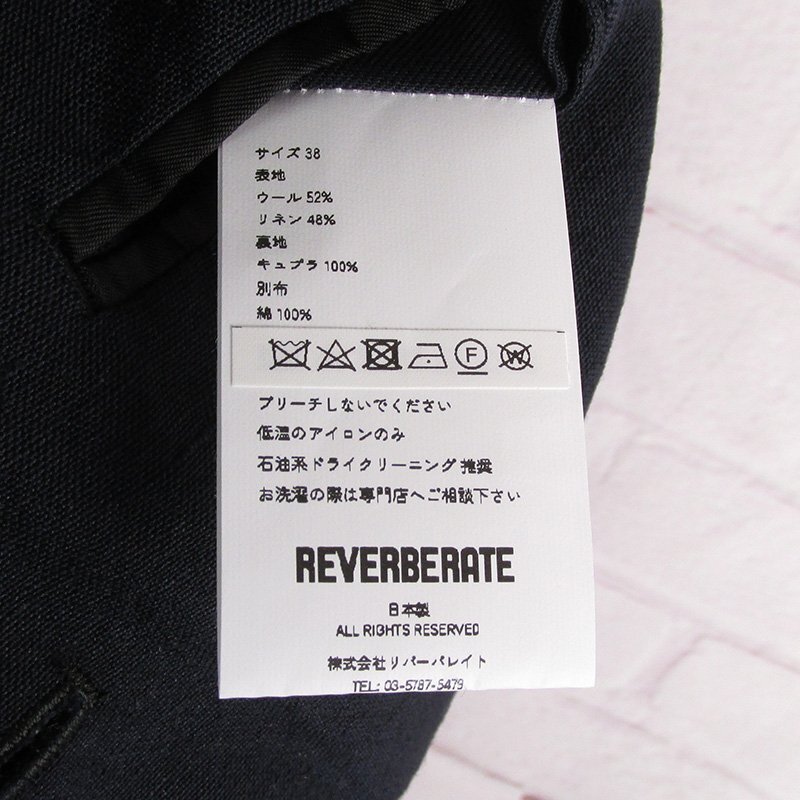 サイズ 38
表地
ウール 52%
リネン 48%
裏地
キュプラ 100%
別布
綿 100%
F W
ブリーチしないでください
低温のアイロンのみ
石油系ドライクリーニング 推奨
お洗濯の際は専門店へご相談下さい
REVERBERATE
日本製
ALL RIGHTS RESERVED
株式会社リバーバレイト
TEL: 03-5787-5479